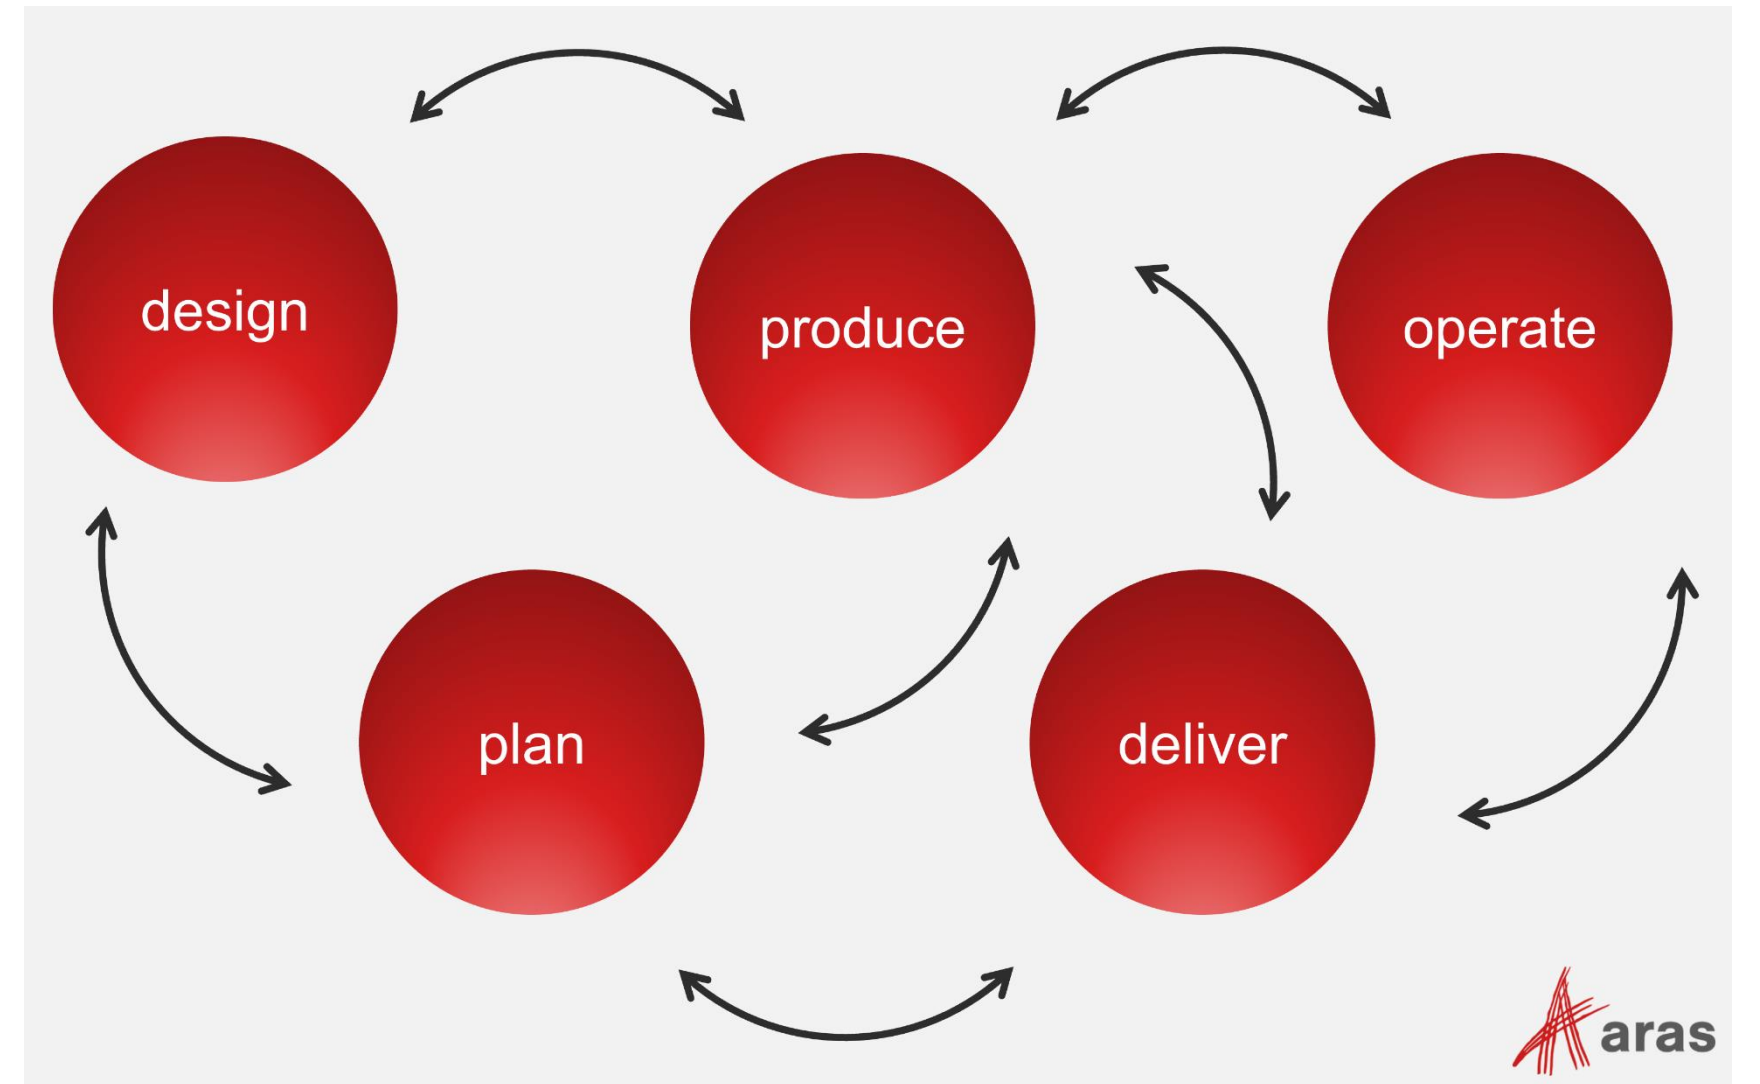 design
produce
operate
plan
deliver
aras